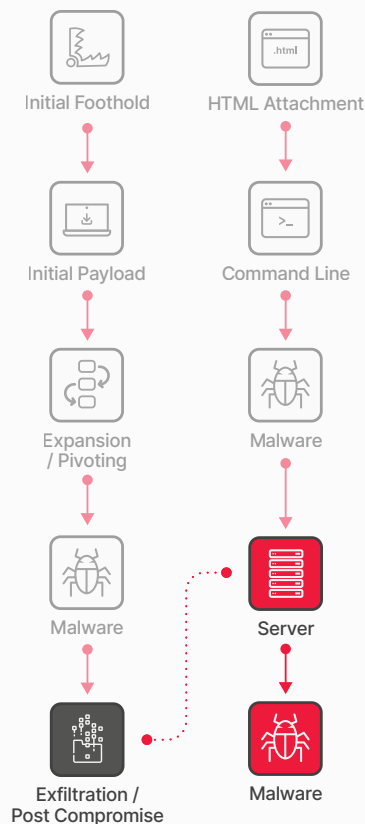 Initial Foothold
Initial Payload
Expansion
/ Pivoting
Malware
Exfiltration /
Post Compromise
.html
HTML Attachment
>_
Command Line
Malware
Server
Malware